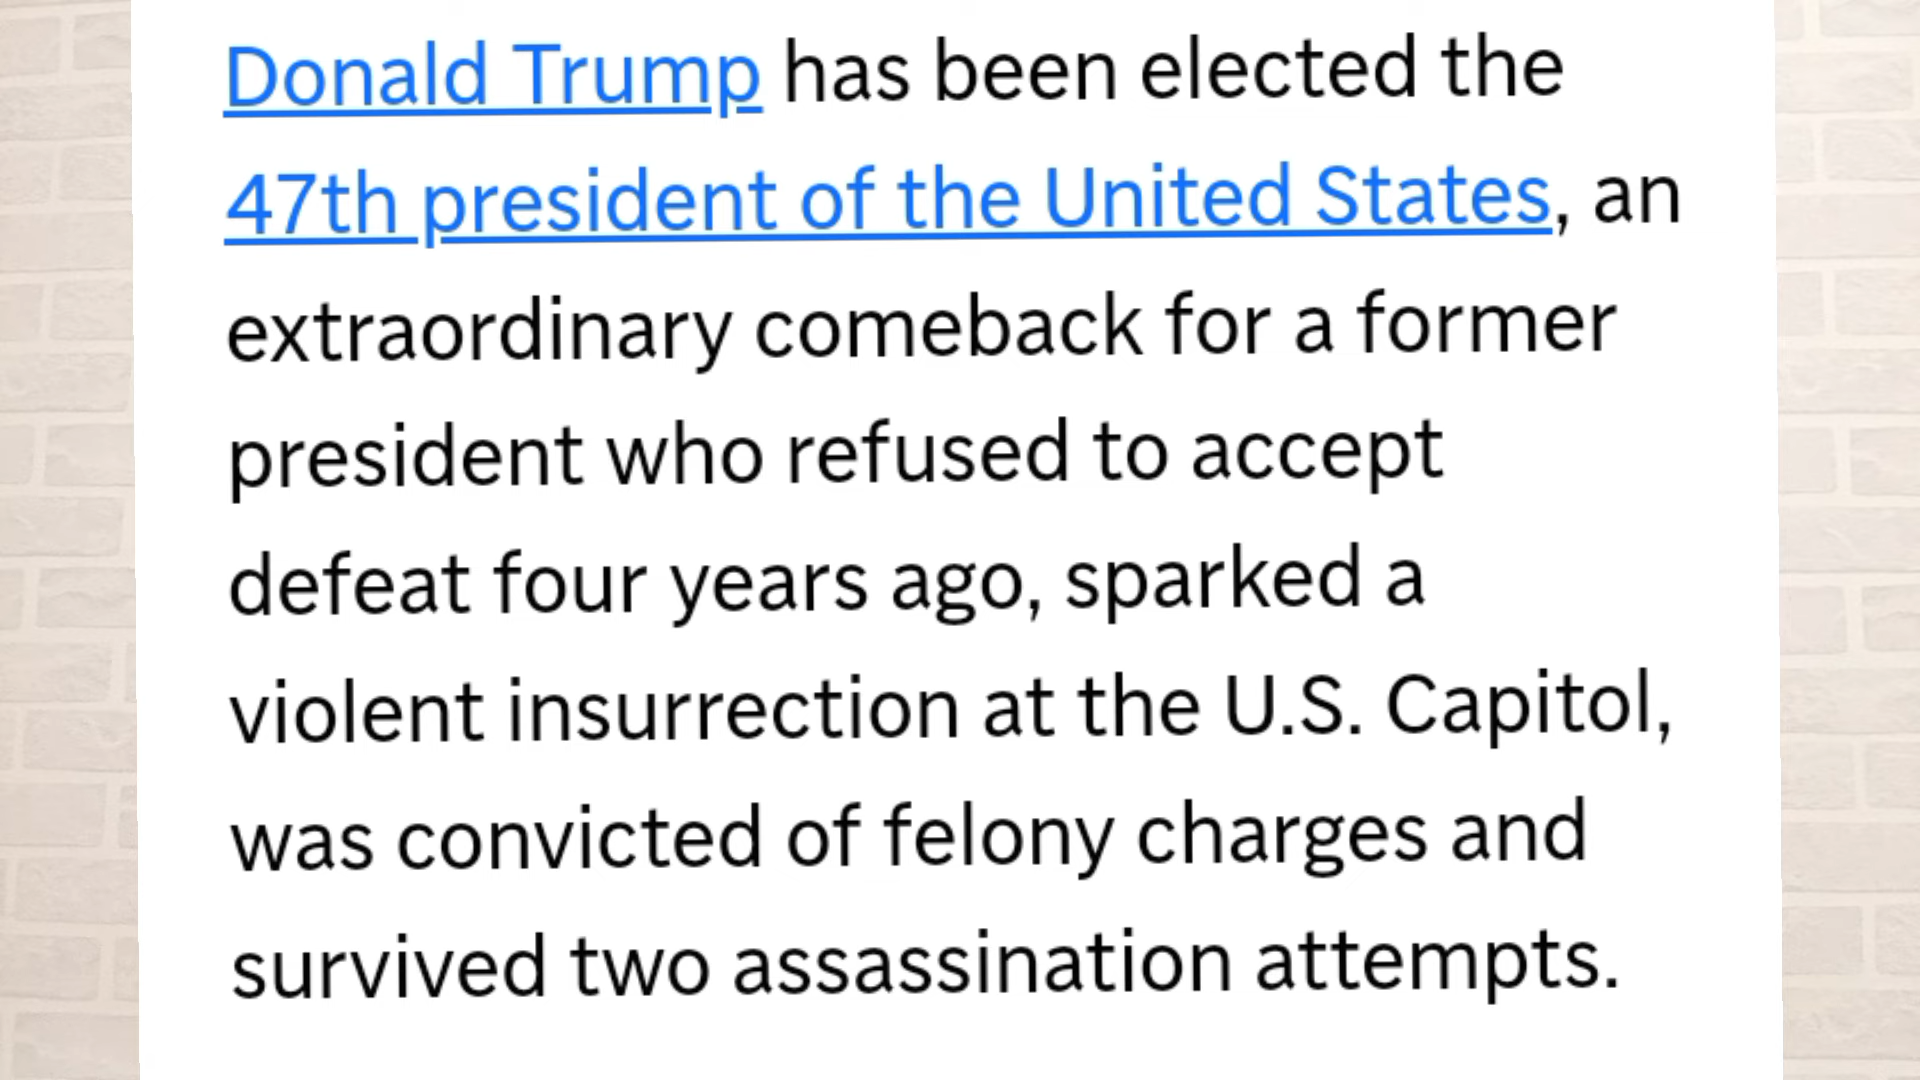 Donald Trump has been elected the
47th president of the United States, an
extraordinary comeback for a former
president who refused to accept
defeat four years ago, sparked a
violent insurrection at the U.S. Capitol,
was convicted of felony charges and
survived two assassination attempts.